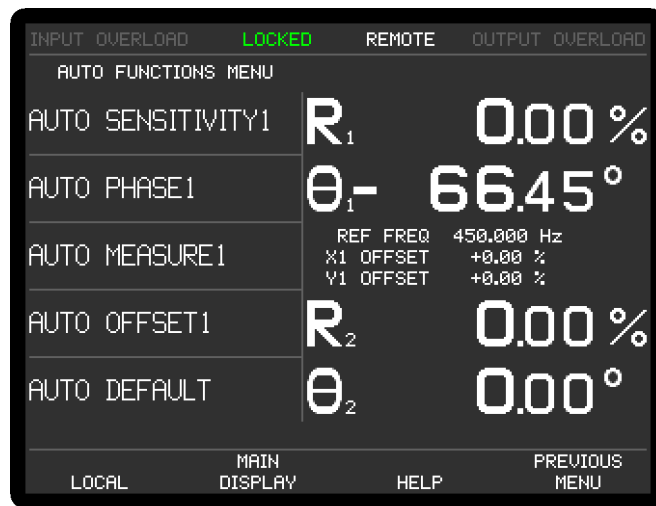 INPUT OVERLOAD LOCKED REMOTE OUTPUT OVERLOAD
AUTO FUNCTIONS MENU
AUTO SENSITIVITY1
R1 0.00 %
AUTO PHASE1
θ1- 66.45°
AUTO MEASURE1
REF FREQ 450.000 Hz
X1 OFFSET +0.00 %
Y1 OFFSET +0.00 %
AUTO OFFSET1
R2 0.00 %
AUTO DEFAULT
θ2 0.00°
LOCAL
MAIN DISPLAY
HELP
PREVIOUS MENU